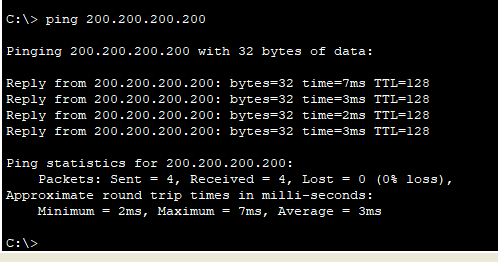 C:\> ping 200.200.200.200
Pinging 200.200.200.200 with 32 bytes of data:
Reply from 200.200.200.200: bytes=32 time=7ms TTL=128
Reply from 200.200.200.200: bytes=32 time=3ms TTL=128
Reply from 200.200.200.200: bytes=32 time=2ms TTL=128
Reply from 200.200.200.200: bytes=32 time=3ms TTL=128
Ping statistics for 200.200.200.200:
    Packets: Sent = 4, Received = 4, Lost = 0 (0% loss),
Approximate round trip times in milli-seconds:
    Minimum = 2ms, Maximum = 7ms, Average = 3ms
C:\>